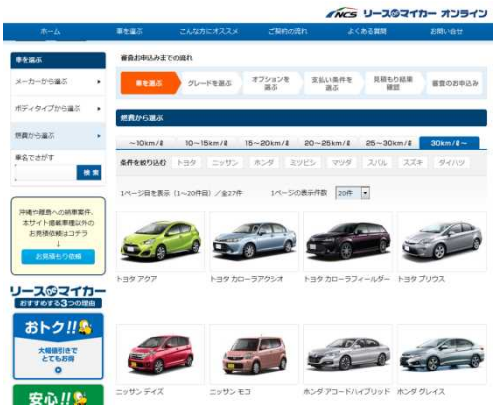 NCS リースdeマイカー オンライン
ホーム
車を選ぶ
こんな方にオススメ
ご契約の流れ
よくある質問
お問い合せ
車を選ぶ
メーカーから選ぶ
ボディタイプから選ぶ
燃費から選ぶ
車名でさがす
検 索
沖縄や離島への納車案件、
本サイト掲載車種以外の
お見積依頼はコチラ
↓
お見積もり依頼
リースdeマイカー
おすすめする3つの理由
おトク!!
大幅値引きで
とてもお得
安心!!
審査お申込みまでの流れ
車を選ぶ
グレードを選ぶ
オプションを
選ぶ
支払い条件を
選ぶ
見積もり結果
確認
審査のお申込み
燃費から選ぶ
～10km/ℓ
10～15km/ℓ
15～20km/ℓ
20～25km/ℓ
25～30km/ℓ
30km/ℓ～
条件を絞り込む
トヨタ
ニッサン
ホンダ
ミツビシ
マツダ
スバル
スズキ
ダイハツ
1ページ目を表示 (1～20件目) ／全27件
1ページの表示件数
20件
トヨタ アクア
トヨタ カローラアクシオ
トヨタ カローラフィールダー
トヨタ プリウス
ニッサン デイズ
ニッサン モコ
ホンダ アコードハイブリッド
ホンダ グレイス